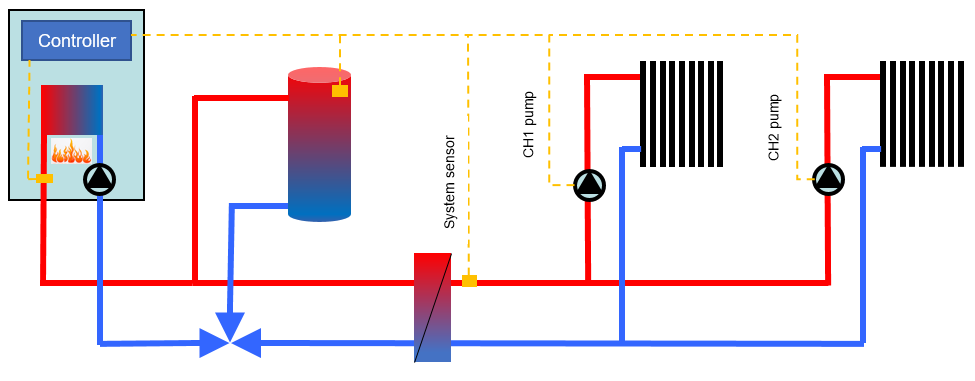 Controller
System sensor
CH1 pump
CH2 pump